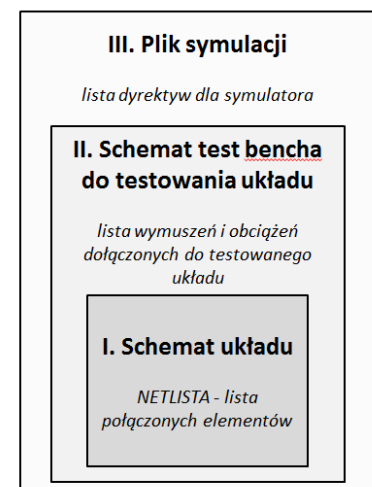 III. Plik symulacji
lista dyrektyw dla symulatora
II. Schemat test bencha
do testowania układu
lista wymuszeń i obciążeń
dołączonych do testowanego
układu
I. Schemat układu
NETLISTA - lista
połączonych elementów